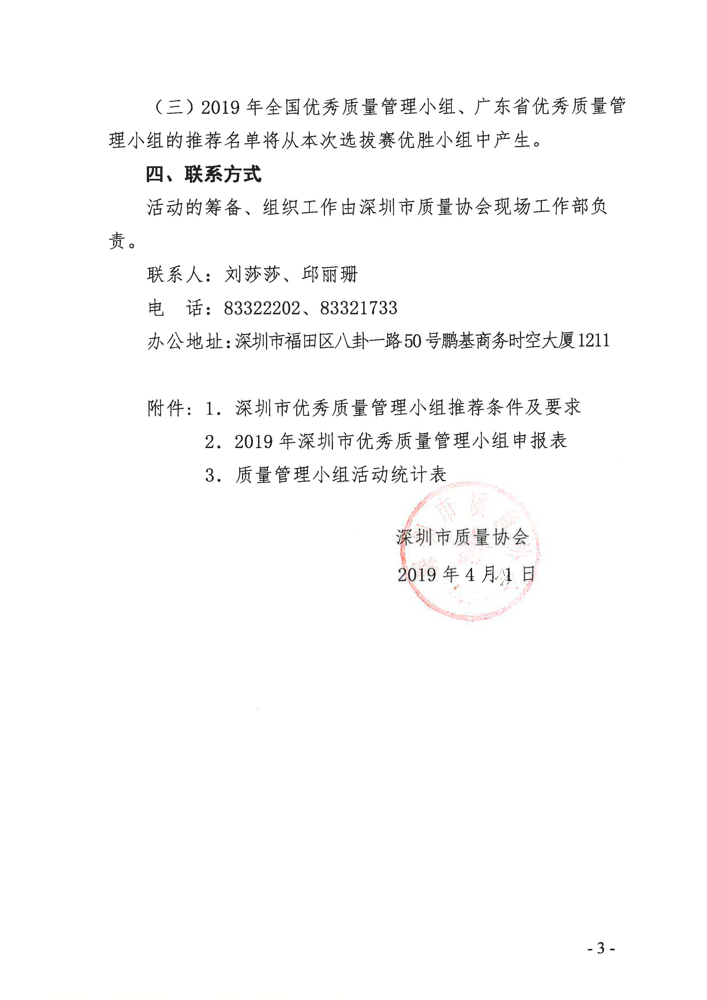 （三）2019 年全国优秀质量管理小组、广东省优秀质量管
理小组的推荐名单将从本次选拔赛优胜小组中产生。
四、联系方式
活动的筹备、组织工作由深圳市质量协会现场工作部负
责。
联系人：刘莎莎、邱丽珊
电　话：83322202、83321733
办公地址：深圳市福田区八卦一路50号鹏基商务时空大厦1211
附件：1. 深圳市优秀质量管理小组推荐条件及要求
2. 2019 年深圳市优秀质量管理小组申报表
3. 质量管理小组活动统计表
市质
深圳市质量协会
2019 年 4 月 1 日
- 3 -